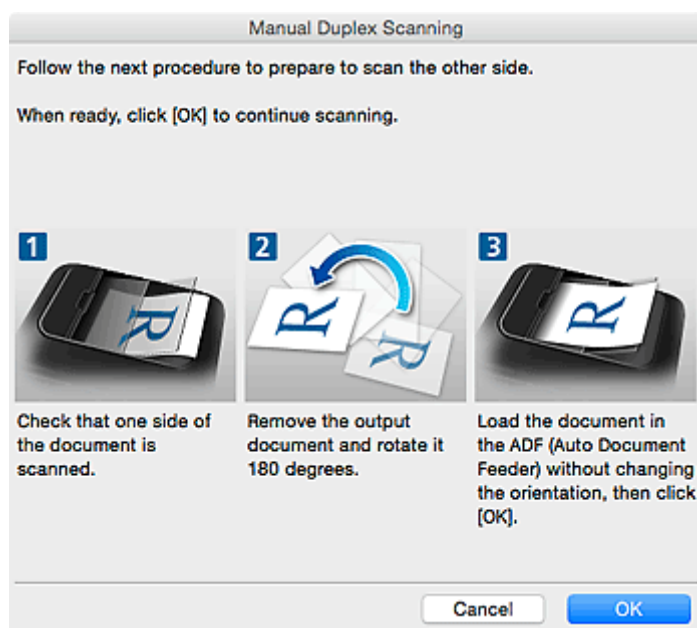 Manual Duplex Scanning
Follow the next procedure to prepare to scan the other side.
When ready, click [OK] to continue scanning.
1
R
Check that one side of
the document is
scanned.
2
R
R
Remove the output
document and rotate it
180 degrees.
3
R
Load the document in
the ADF (Auto Document
Feeder) without changing
the orientation, then click
[OK].
Cancel
OK